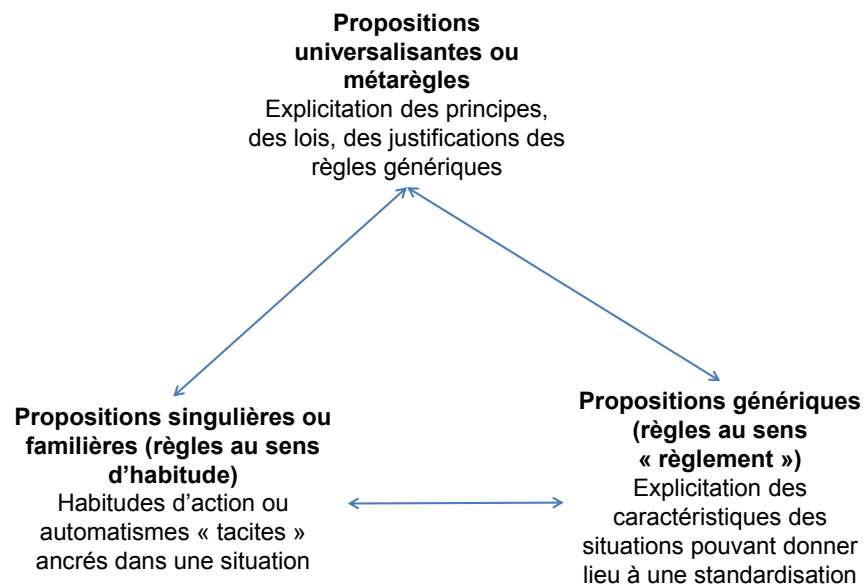 Propositions
universalisantes ou
métarègles
Explicitation des principes,
des lois, des justifications des
règles génériques
Propositions singulières ou
familières (règles au sens
d’habitude)
Habitudes d’action ou
automatismes « tacites »
ancrés dans une situation
Propositions génériques
(règles au sens
« règlement »)
Explicitation des
caractéristiques des
situations pouvant donner
lieu à une standardisation